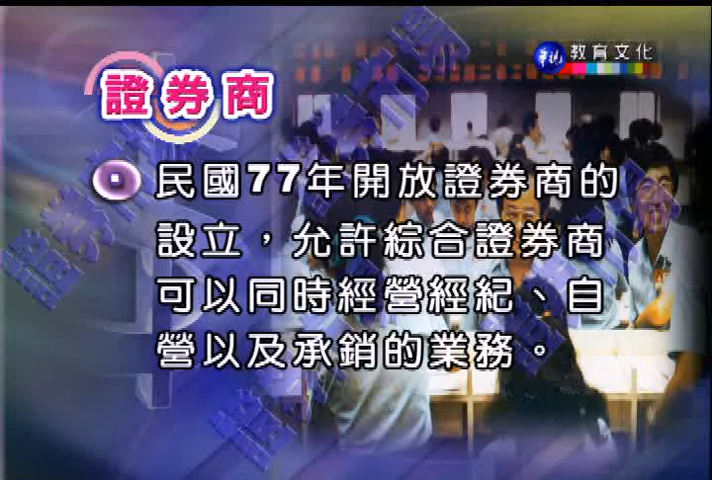 華視 教育文化
證券商
民國77年開放證券商的
設立，允許綜合證券商
可以同時經營經紀、自
營以及承銷的業務。